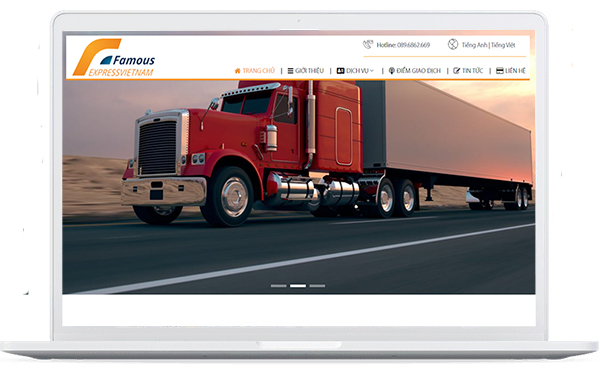 Famous
EXPRESSVIETNAM
Hotline: 089.6862.669
Tiếng Anh | Tiếng Việt
TRANG CHỦ | GIỚI THIỆU | DỊCH VỤ | ĐIỂM GIAO DỊCH | TIN TỨC | LIÊN HỆ